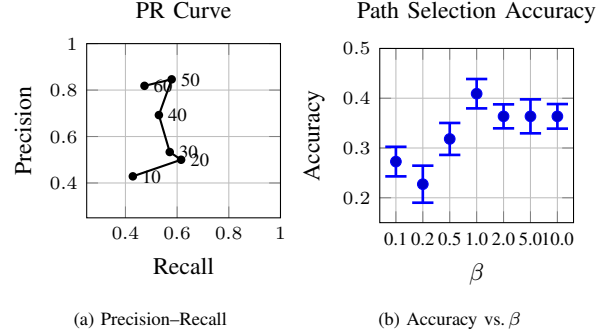 PR Curve
1
0.8
0.6
0.4
Precision
60
50
40
30
20
10
0.4 0.6 0.8 1
Recall
(a) Precision–Recall
Path Selection Accuracy
0.5
0.4
0.3
0.2
Accuracy
0.1 0.2 0.5 1.0 2.0 5.0 10.0
β
(b) Accuracy vs. β